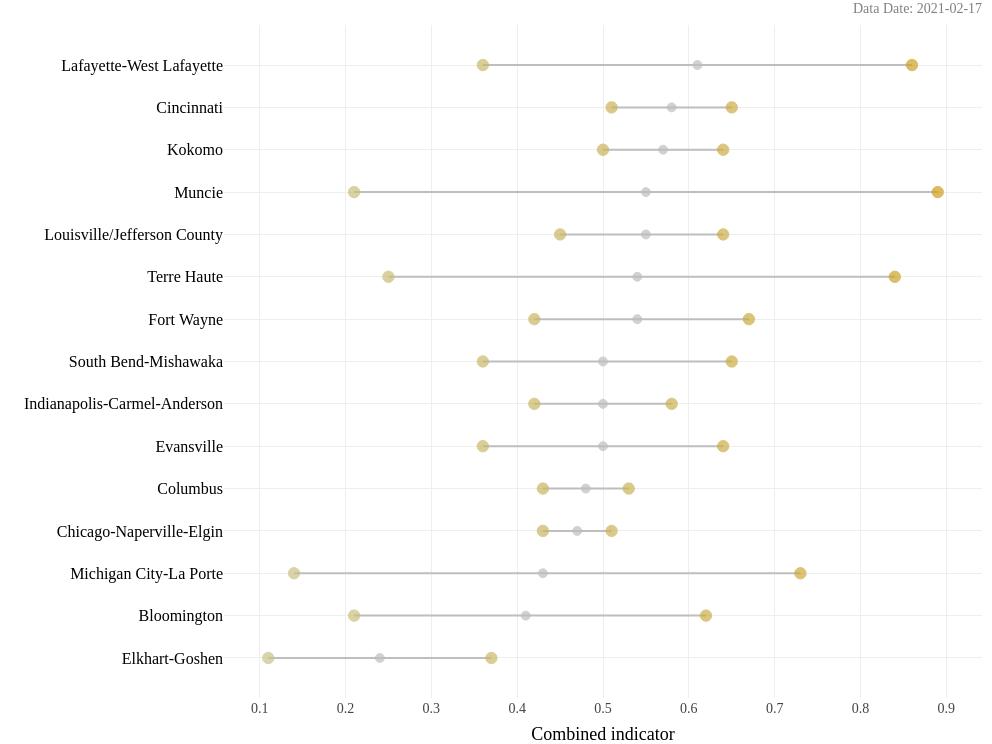 Data Date: 2021-02-17
Lafayette-West Lafayette
Cincinnati
Kokomo
Muncie
Louisville/Jefferson County
Terre Haute
Fort Wayne
South Bend-Mishawaka
Indianapolis-Carmel-Anderson
Evansville
Columbus
Chicago-Naperville-Elgin
Michigan City-La Porte
Bloomington
Elkhart-Goshen
0.1 0.2 0.3 0.4 0.5 0.6 0.7 0.8 0.9
Combined indicator